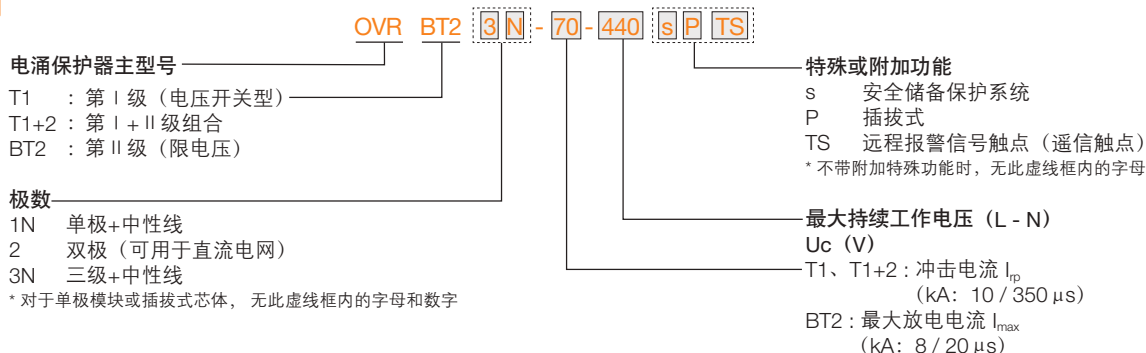 OVR BT2 3 N - 70 - 440 s P TS
电涌保护器主型号
T1 : 第Ⅰ级（电压开关型）
T1+2 : 第Ⅰ+Ⅱ级组合
BT2 : 第Ⅱ级（限电压）
极数
1N 单极+中性线
2 双极（可用于直流电网）
3N 三级+中性线
* 对于单极模块或插拔式芯体， 无此虚线框内的字母和数字
特殊或附加功能
s 安全储备保护系统
P 插拔式
TS 远程报警信号触点（遥信触点）
* 不带附加特殊功能时，无此虚线框内的字母
最大持续工作电压（L - N）
Uc（V）
T1、T1+2 : 冲击电流 Irp
（kA: 10 / 350 μs）
BT2 : 最大放电电流 Imax
（kA: 8 / 20 μs）